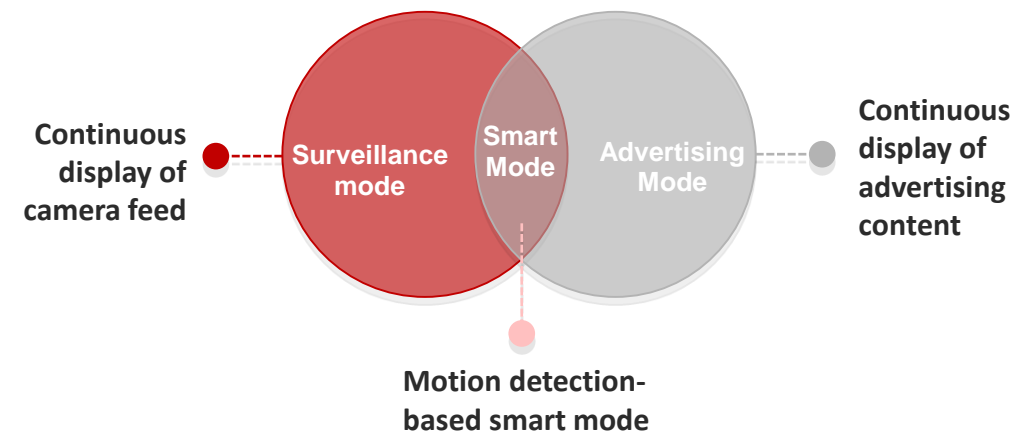 Continuous
display of
camera feed
Surveillance
mode
Smart
Mode
Advertising
Mode
Continuous
display of
advertising
content
Motion detection-
based smart mode